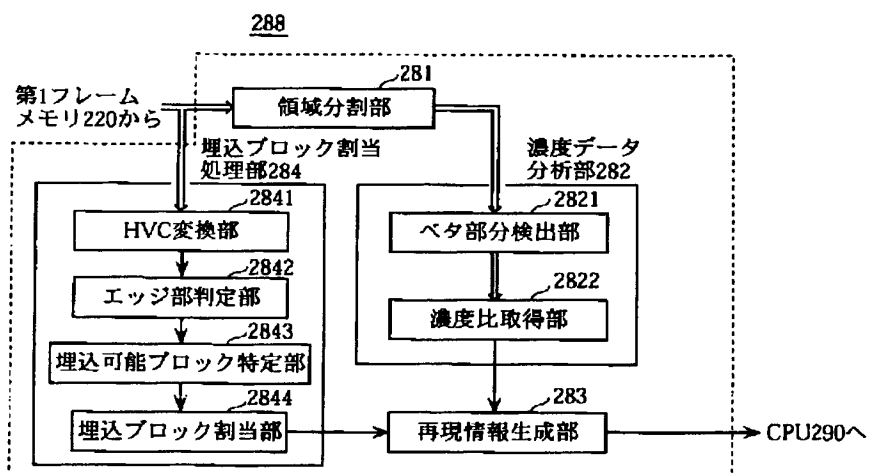 288
第1フレーム
メモリ220から
281
領域分割部
埋込ブロック割当
処理部284
濃度データ
分析部282
2841
HVC変換部
2842
エッジ部判定部
2843
埋込可能ブロック特定部
2844
埋込ブロック割当部
2821
ベタ部分検出部
2822
濃度比取得部
283
再現情報生成部
CPU290へ